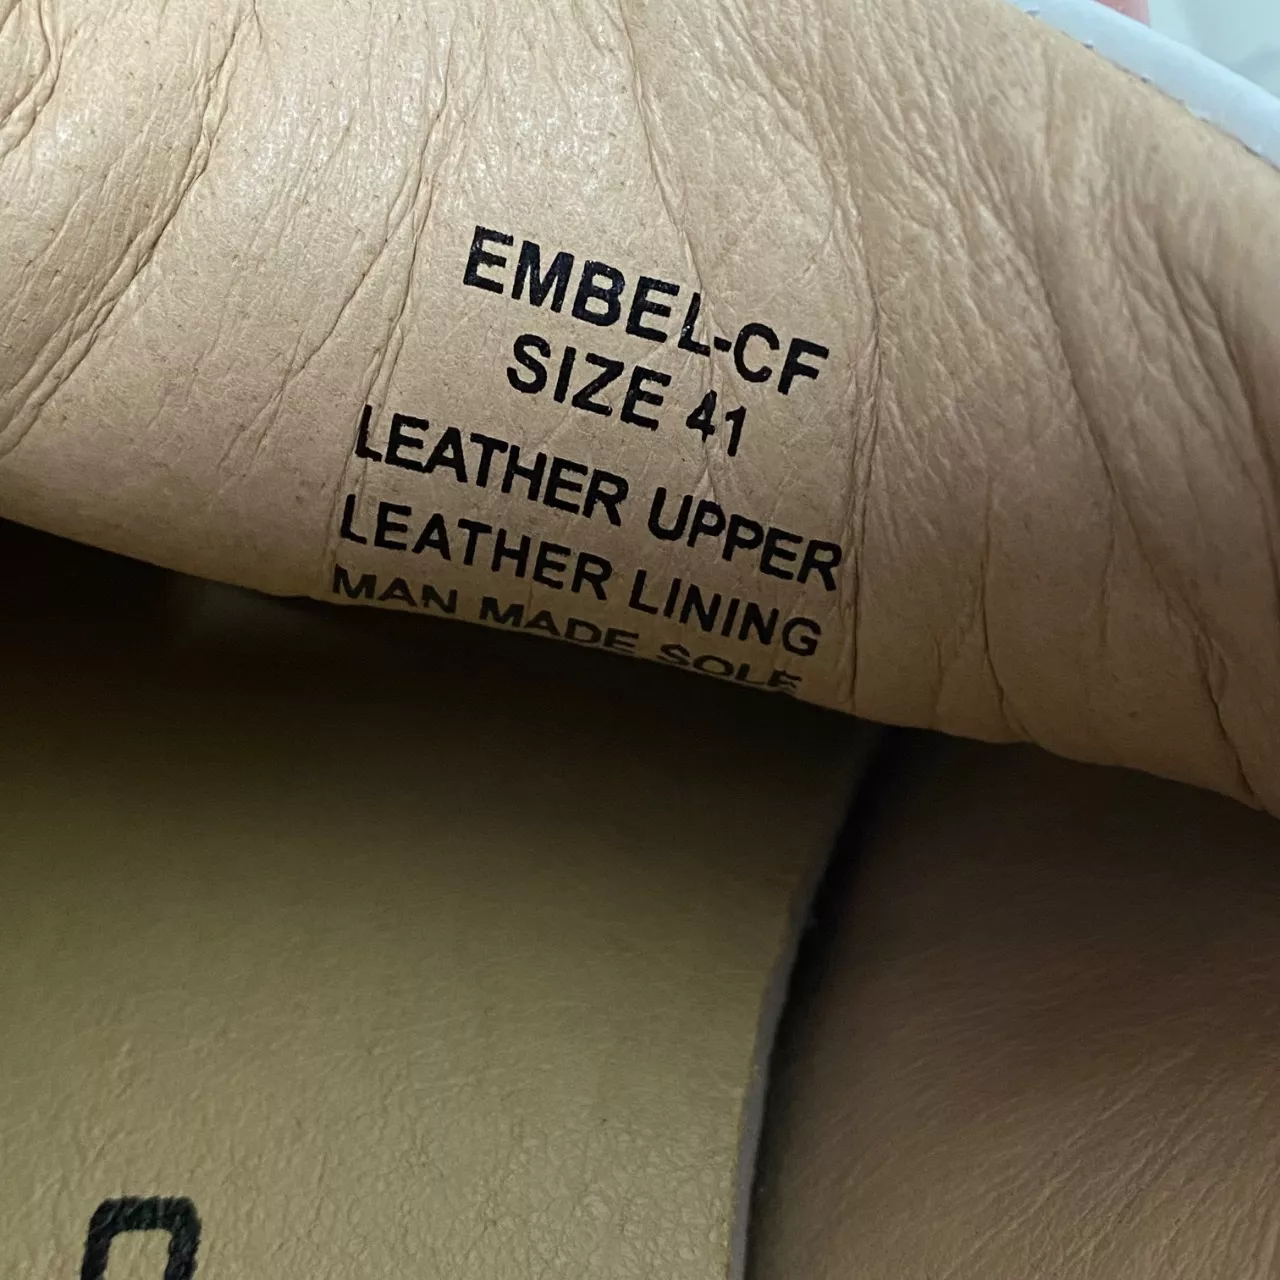 EMBEL-CF
SIZE 41
LEATHER UPPER
LEATHER LINING
MAN MADE SOLE